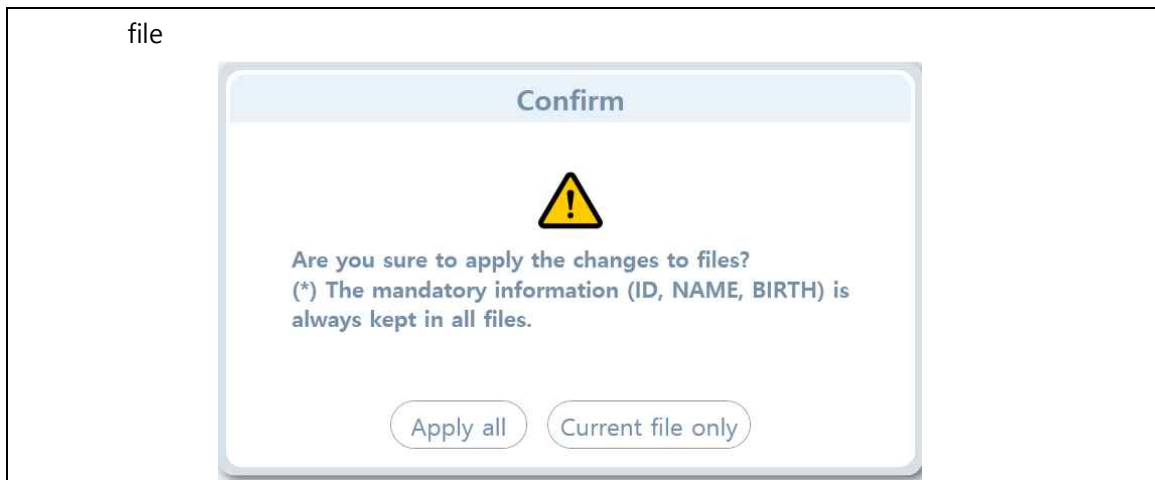 file
Confirm
Are you sure to apply the changes to files?
(*) The mandatory information (ID, NAME, BIRTH) is
always kept in all files.
Apply all
Current file only